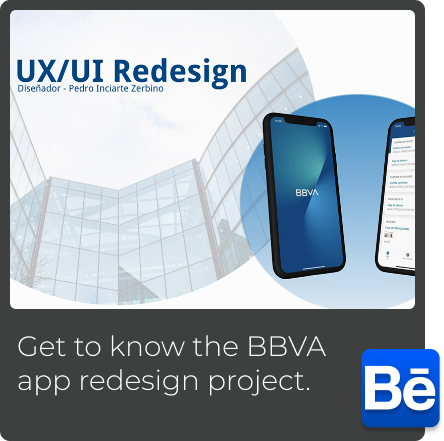 UX/UI Redesign
Diseñador - Pedro Inciarte Zerbino
BBVA
Get to know the BBVA
app redesign project.
Bē